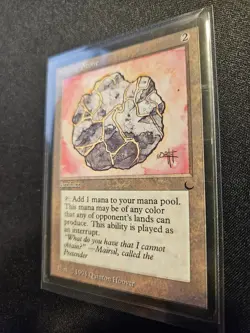 2
Artifact
: Add 1 mana to your mana pool.
This mana may be of any color
that any of opponent's lands can
produce. This ability is played as
an interrupt.
"What do you have that I cannot
obtain?" —Mairsil, called the
Pretender
Quinton Hoover